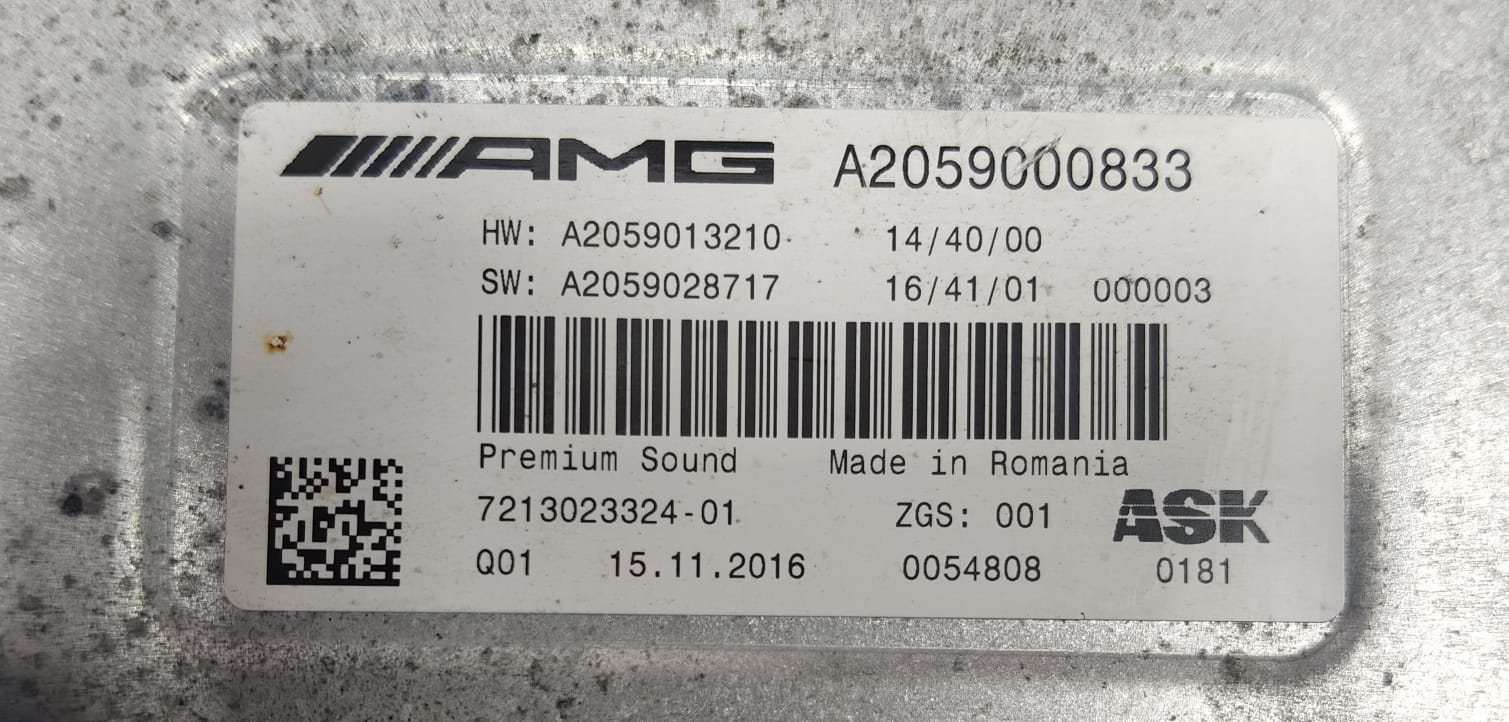 AMG A2059000833
HW: A2059013210 14/40/00
SW: A2059028717 16/41/01 000003
Premium Sound Made in Romania
7213023324-01 ZGS: 001 ASK
Q01 15.11.2016 0054808 0181